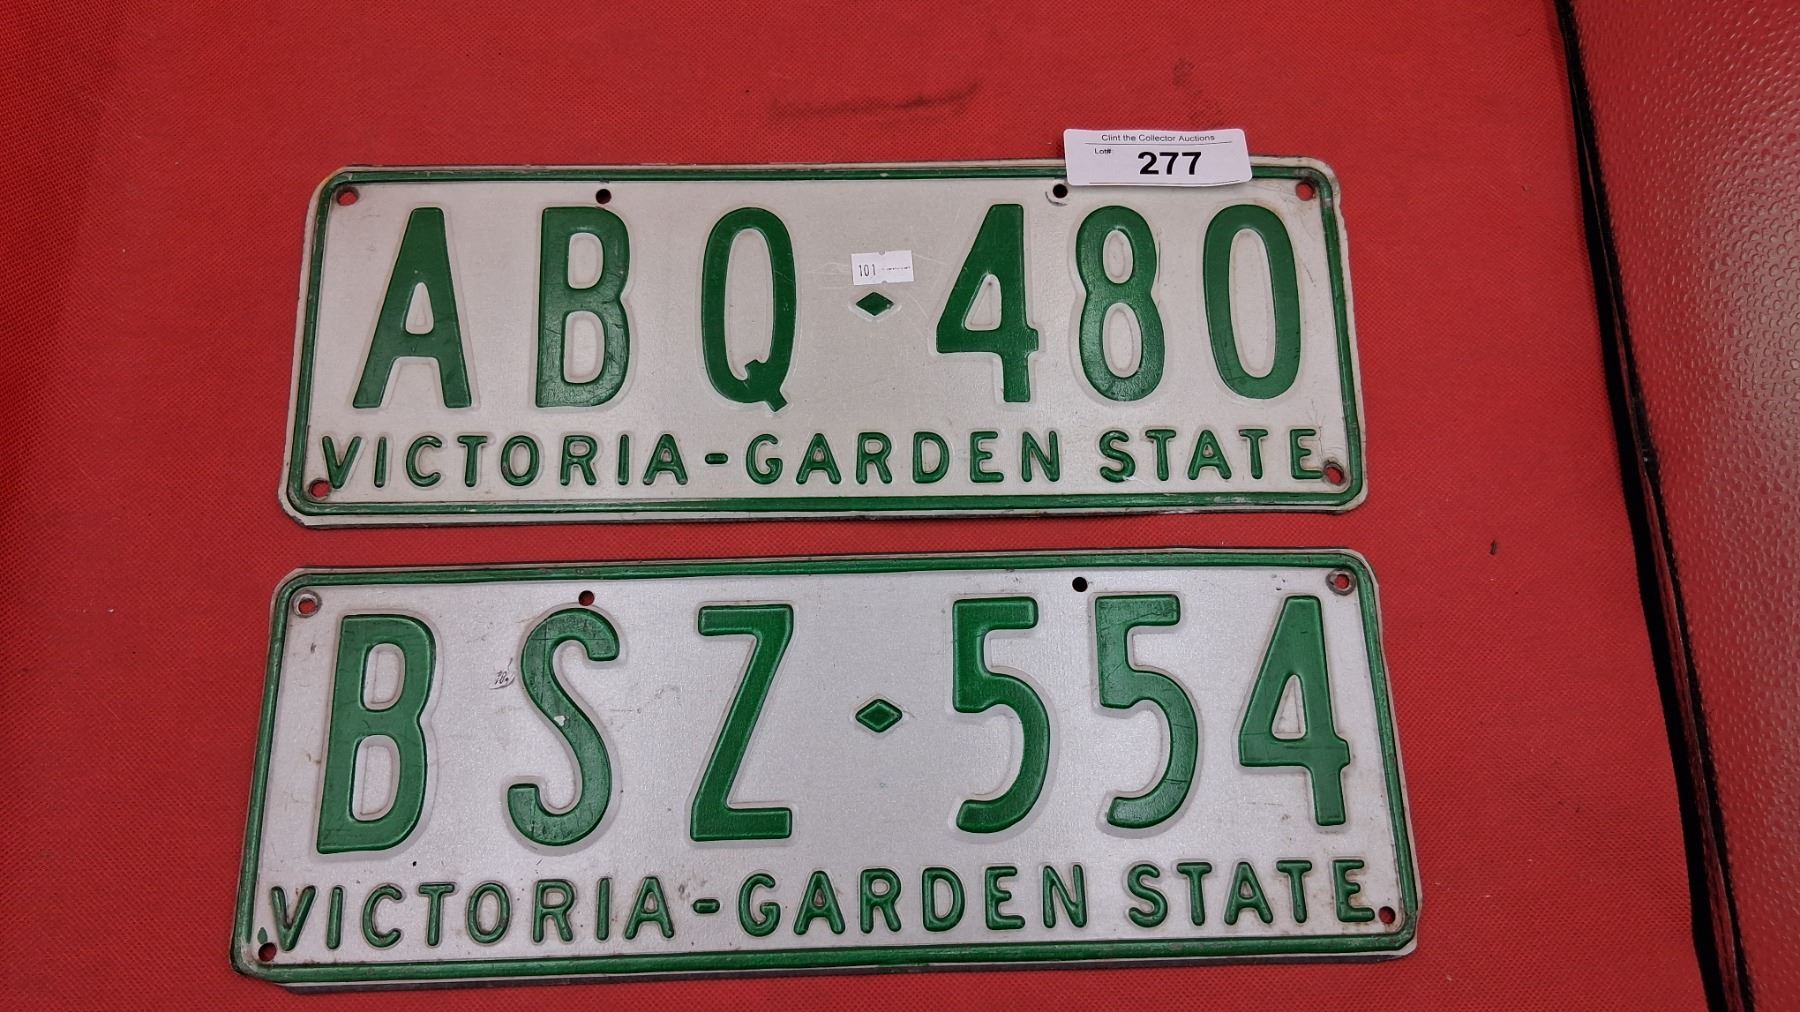 Clint the Collector Auctions
Lot#: 277
ABQ◆480
101
VICTORIA-GARDEN STATE
BSZ◆554
VICTORIA-GARDEN STATE